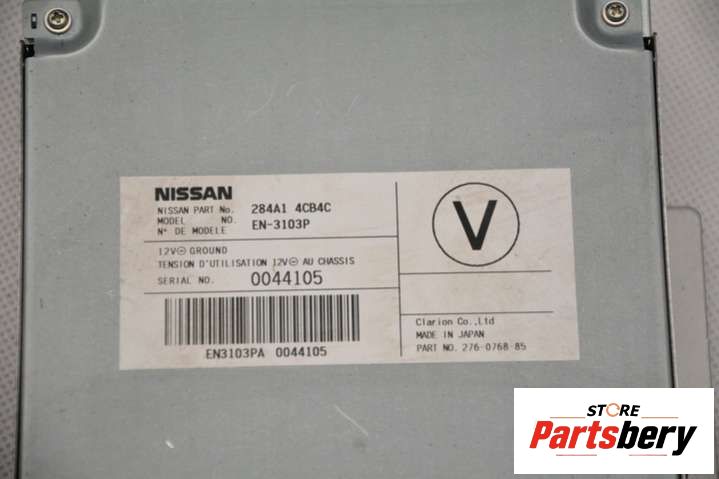 NISSAN
NISSAN PART No. 284A1 4CB4C
MODEL NO. EN-3103P
N° DE MODELE
12V⊖ GROUND
TENSION D'UTILISATION 12V⊖ AU CHASSIS
SERIAL NO. 0044105
EN3103PA 0044105
V
Clarion Co.,Ltd
MADE IN JAPAN
PART NO. 276-0768-85
STORE
Partsbery